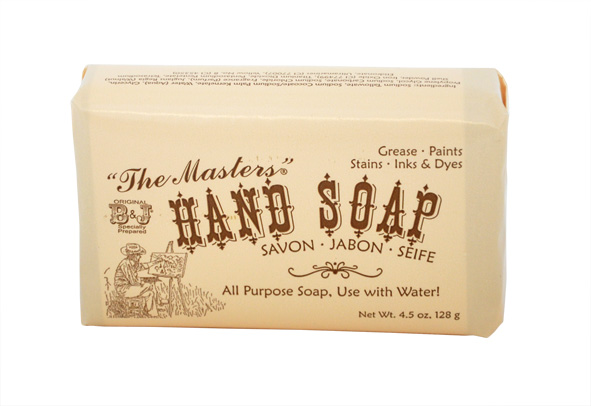 Grease · Paints
Stains · Inks & Dyes
"The Masters"®
HAND SOAP
SAVON · JABON · SEIFE
ORIGINAL
B&J
Specially
Prepared
All Purpose Soap, Use with Water!
Net Wt. 4.5 oz. 128 g